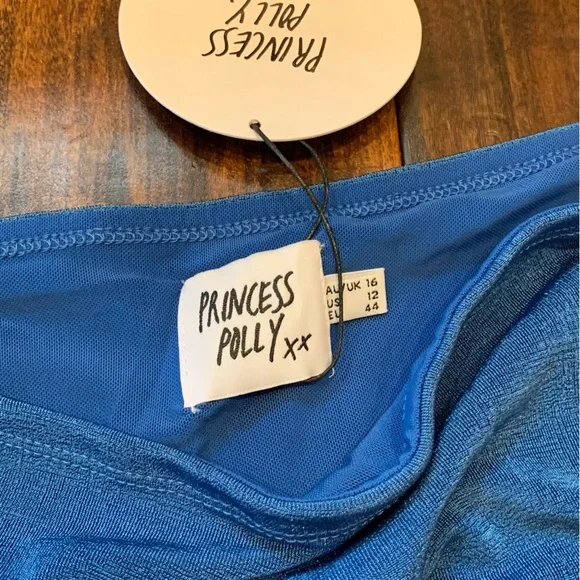 PRINCESS
POLLY
PRINCESS
POLLY xx
AU/UK 16
US 12
EU 44